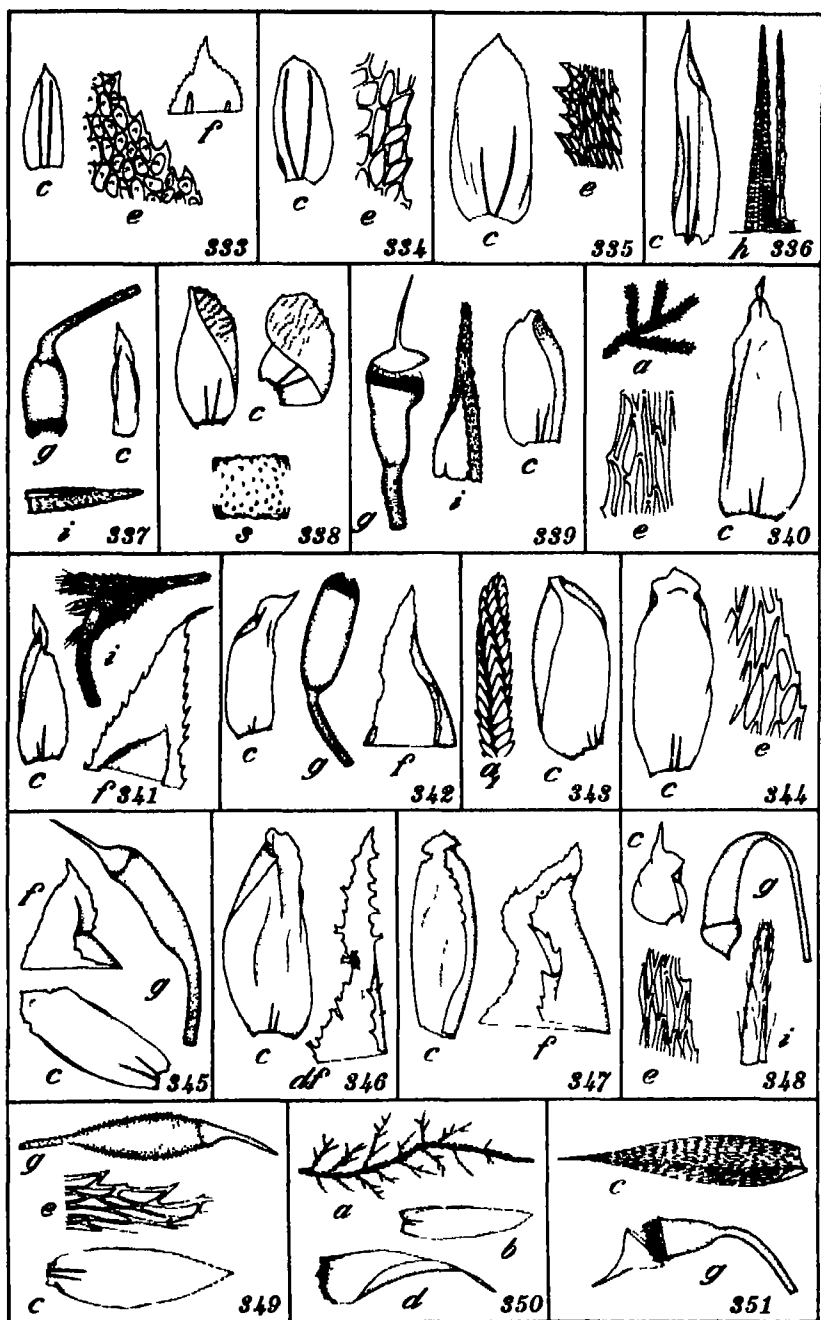 f
c e c e c e c h
333 334 335 336
g c c g i c a e c
i 337 s 338 339 340
i
c f 341 c g f 342 a c 343 c e 344
f g c g
c 345 c df 346 c f 347 e i 348
g e a b c
c 349 d 350 g 351